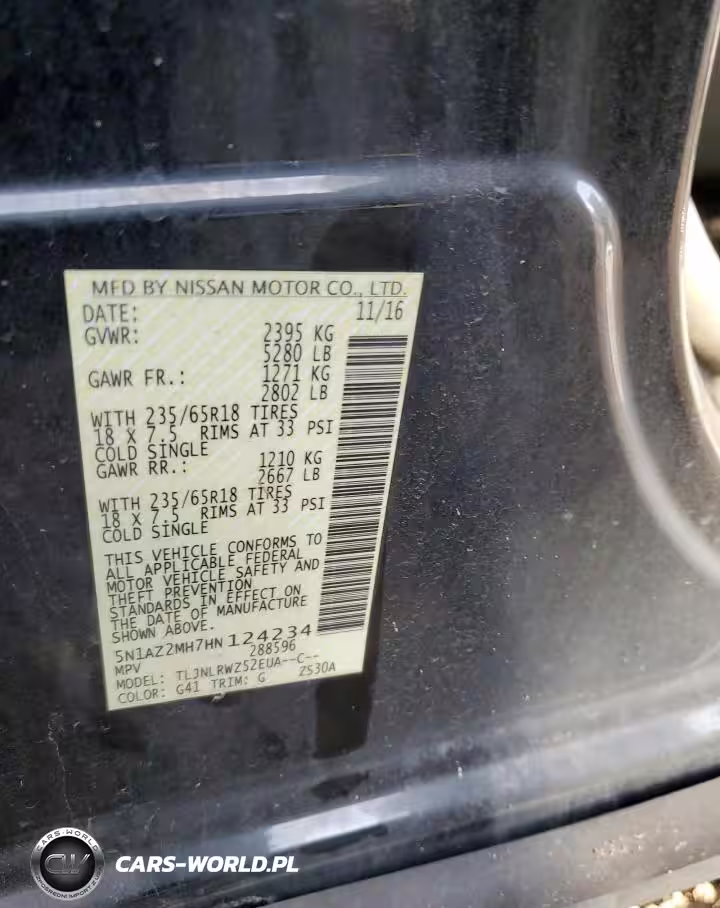 MFD BY NISSAN MOTOR CO., LTD.
DATE: 11/16
GVWR: 2395 KG
5280 LB
GAWR FR.: 1271 KG
2802 LB
WITH 235/65R18 TIRES
18 X 7.5 RIMS AT 33 PSI
COLD SINGLE
GAWR RR.: 1210 KG
2667 LB
WITH 235/65R18 TIRES
18 X 7.5 RIMS AT 33 PSI
COLD SINGLE
THIS VEHICLE CONFORMS TO
ALL APPLICABLE FEDERAL
MOTOR VEHICLE SAFETY AND
THEFT PREVENTION
STANDARDS IN EFFECT ON
THE DATE OF MANUFACTURE
SHOWN ABOVE.
5N1AZ2MH7HN124234
MPV 288596
MODEL: TLJNLRWZ52EUA--C--
COLOR: G41 TRIM: G ZS30A
CARS-WORLD
CW
CARS-WORLD.PL